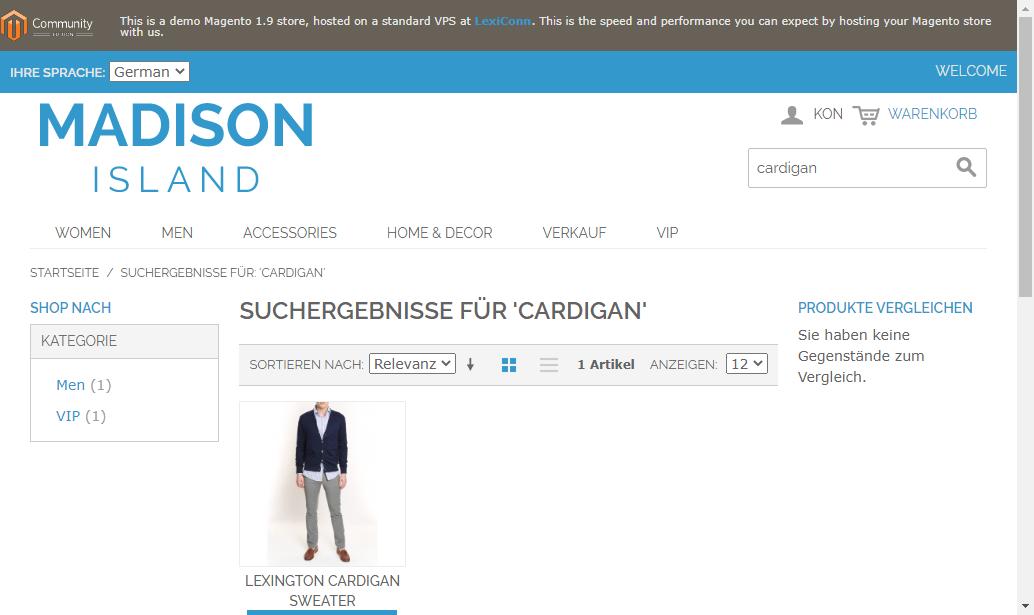 Community
EDITION
This is a demo Magento 1.9 store, hosted on a standard VPS at LexiConn. This is the speed and performance you can expect by hosting your Magento store
with us.
IHRE SPRACHE: German
WELCOME
MADISON
ISLAND
KON
WARENKORB
cardigan
WOMEN
MEN
ACCESSORIES
HOME & DECOR
VERKAUF
VIP
STARTSEITE / SUCHERGEBNISSE FÜR: 'CARDIGAN'
SHOP NACH
KATEGORIE
Men (1)
VIP (1)
SUCHERGEBNISSE FÜR 'CARDIGAN'
SORTIEREN NACH: Relevanz
1 Artikel
ANZEIGEN: 12
LEXINGTON CARDIGAN
SWEATER
PRODUKTE VERGLEICHEN
Sie haben keine
Gegenstände zum
Vergleich.